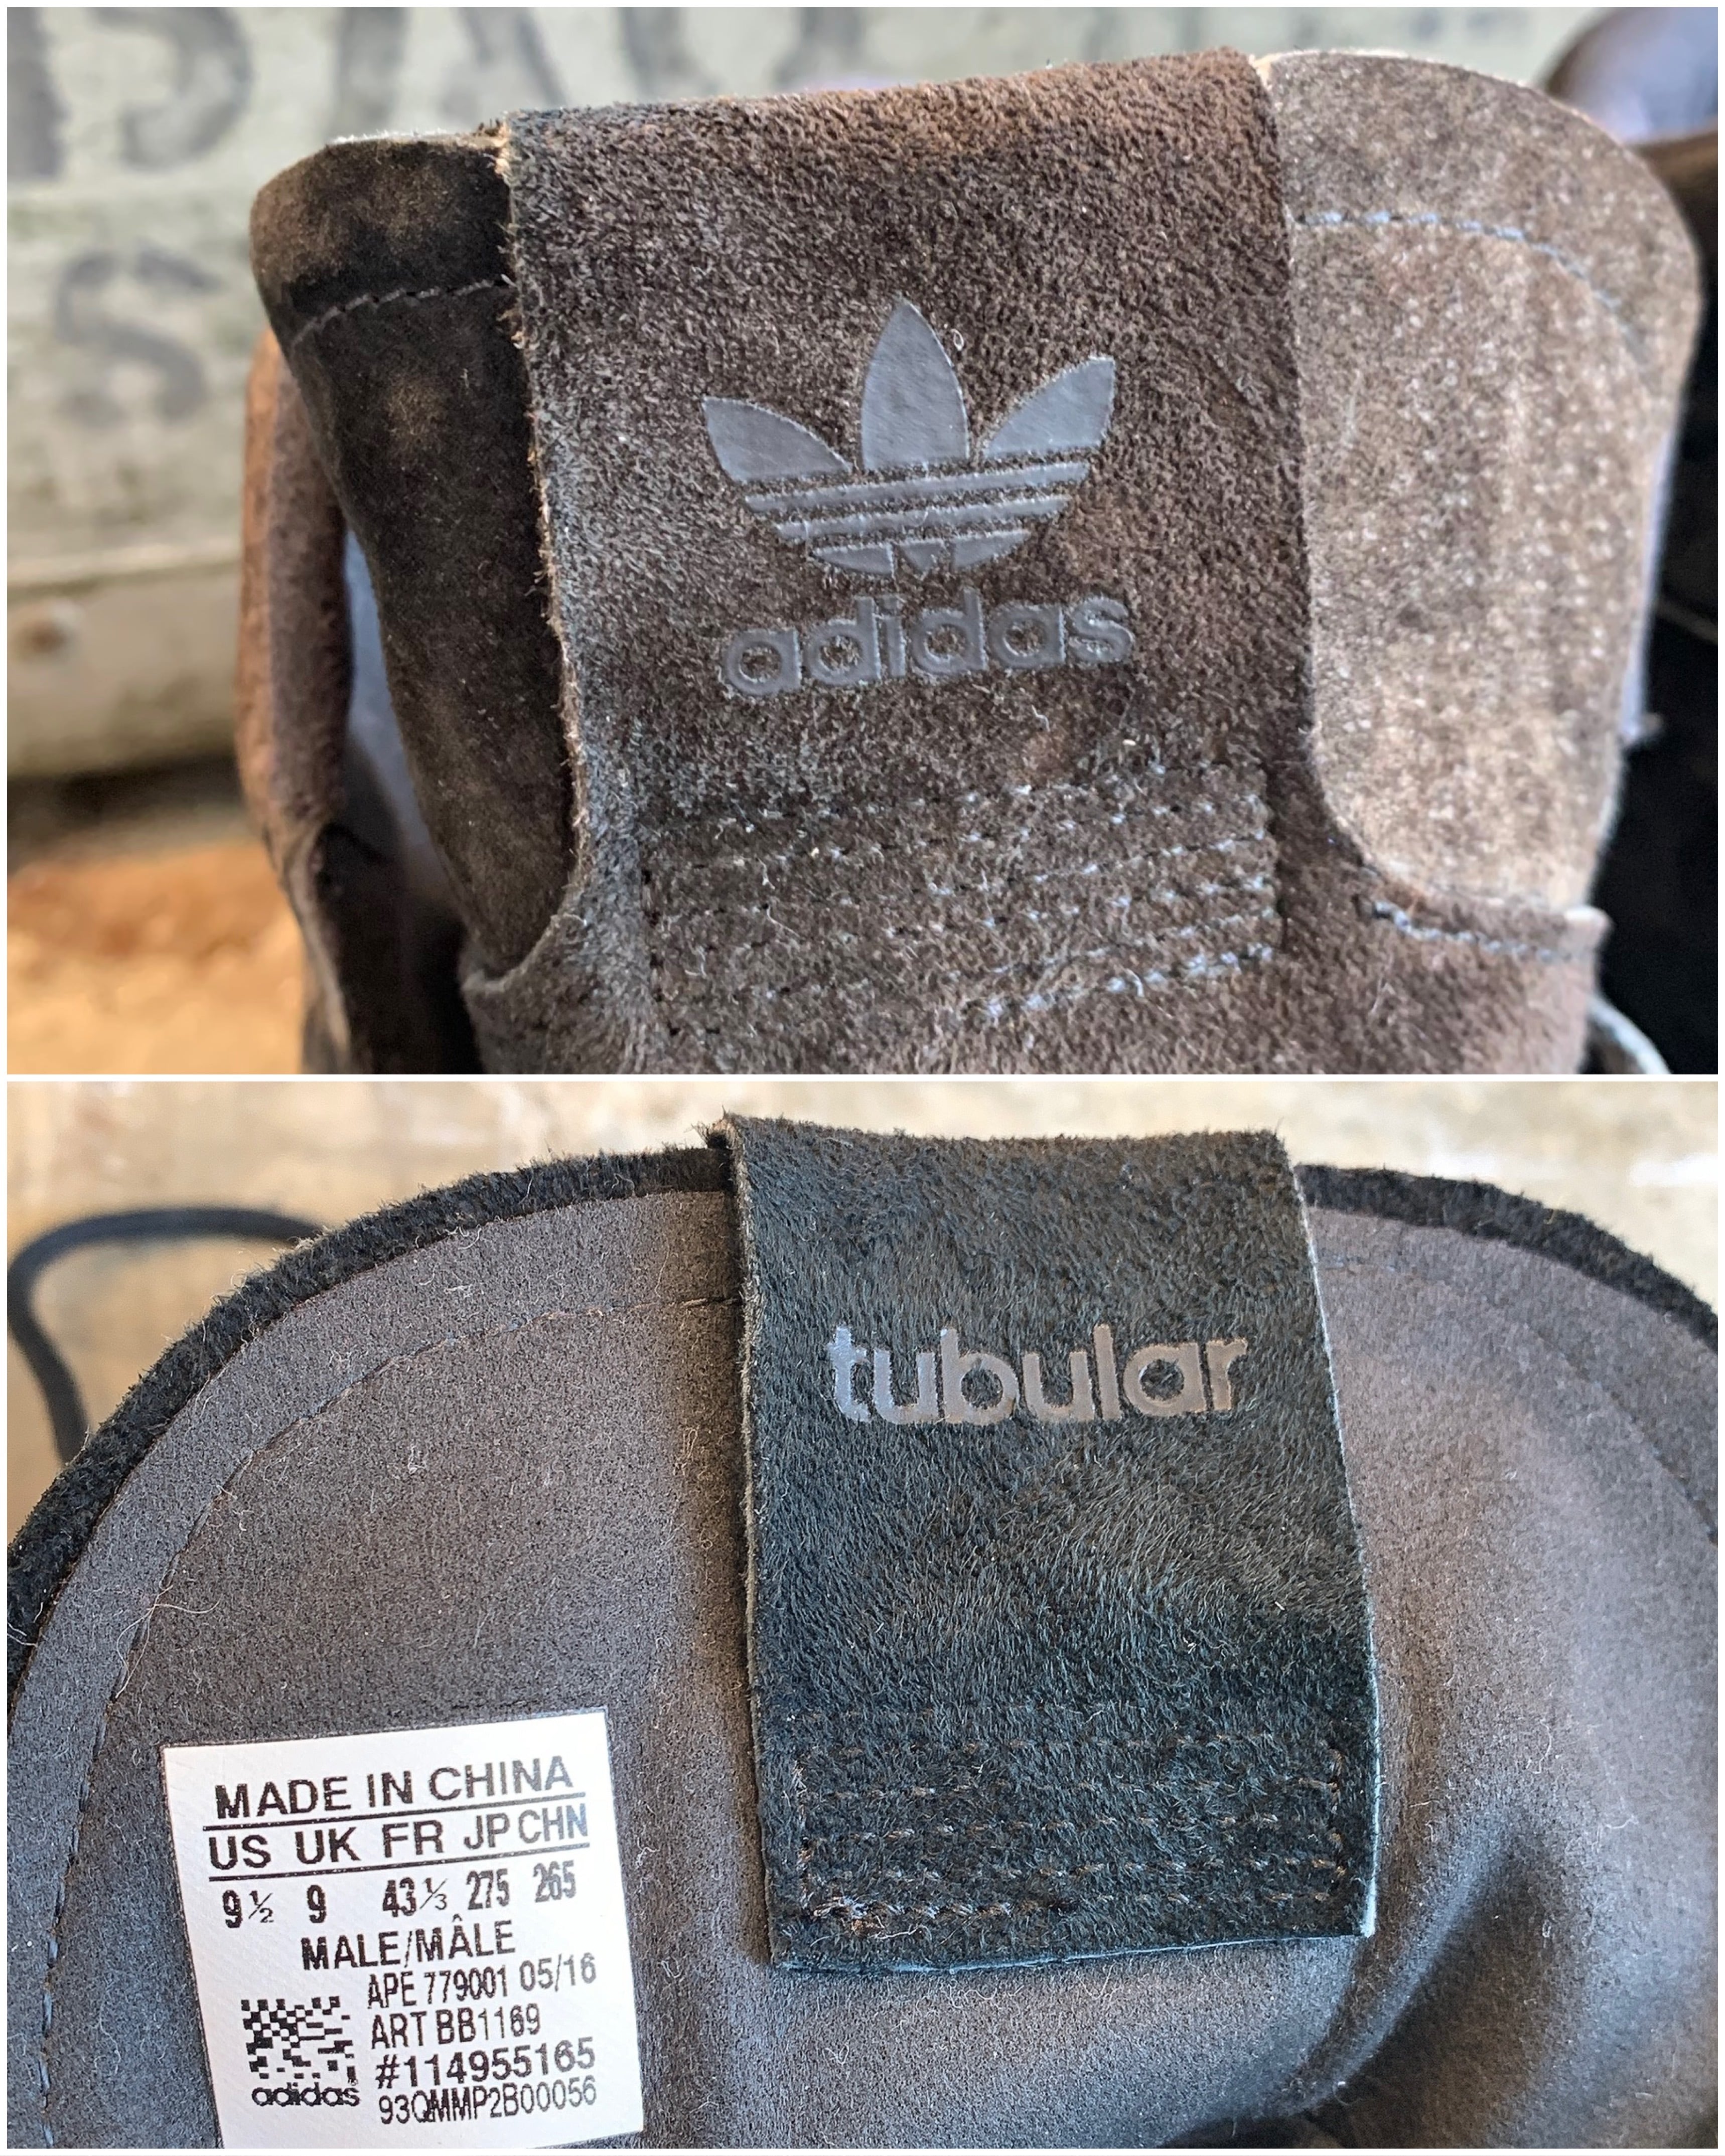 adidas
tubular
MADE IN CHINA
US UK FR JP CHN
9½ 9 43⅓ 275 265
MALE/MÂLE
APE 779001 05/16
ART BB1169
#114955165
93QMMP2B00056
adidas